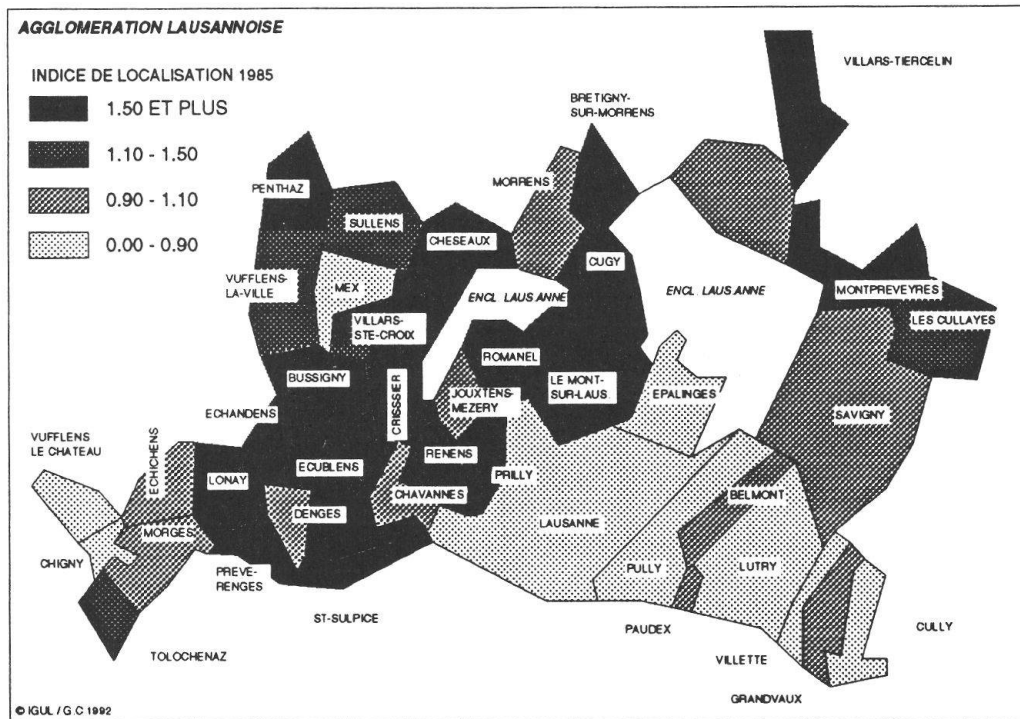 AGGLOMERATION LAUSANNOISE
INDICE DE LOCALISATION 1985
1.50 ET PLUS
1.10 - 1.50
0.90 - 1.10
0.00 - 0.90
VILLARS-TIERCELIN
BRETIGNY-
SUR-MORRENS
MORRENS
PENTHAZ
SULLENS
CHESEAUX
CUGY
VUFFLENS-
LA-VILLE
MEX
ENCL. LAUSANNE
ENCL. LAUSANNE
MONTPREVEYRES
LES CULLAYES
VILLARS-
STE-CROIX
ROMANEL
BUSSIGNY
CRISSSIER
JOUXTENS-
MEZERY
LE MONT-
SUR-LAUS.
EPALINGES
SAVIGNY
ECHANDENS
VUFFLENS
LE CHATEAU
ECHICHENS
LONAY
ECUBLENS
RENENS
PRILLY
CHAVANNES
BELMONT
DENGES
LAUSANNE
MORGES
CHIGNY
PREVE-
RENGES
PULLY
LUTRY
ST-SULPICE
PAUDEX
CULLY
TOLOCHENAZ
VILLETTE
GRANDVAUX
© IGUL / G.C 1992